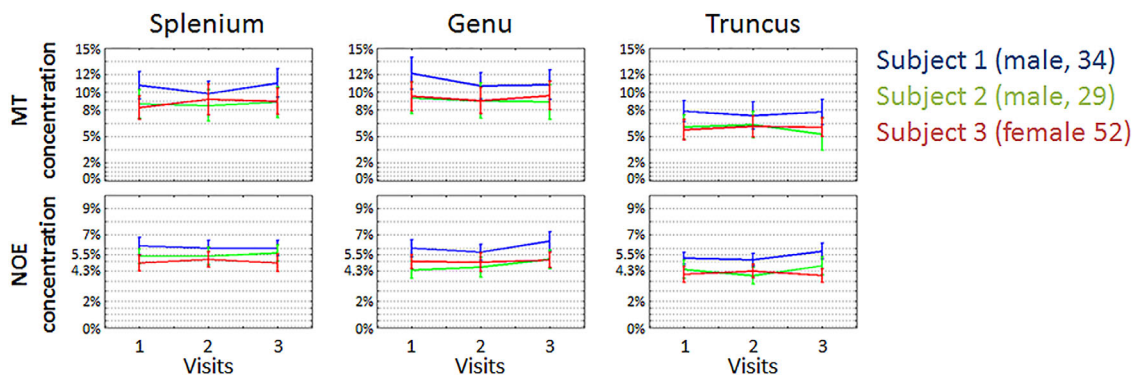 Splenium Genu Truncus
MT concentration
15% 15% 15%
12% 12% 12%
10% 10% 10%
8% 8% 8%
5% 5% 5%
2% 2% 2%
0% 0% 0%
Subject 1 (male, 34)
Subject 2 (male, 29)
Subject 3 (female 52)
NOE concentration
9% 9% 9%
7% 7% 7%
5.5% 5.5% 5.5%
4.3% 4.3% 4.3%
2% 2% 2%
0% 0% 0%
1 2 3 1 2 3 1 2 3
Visits Visits Visits